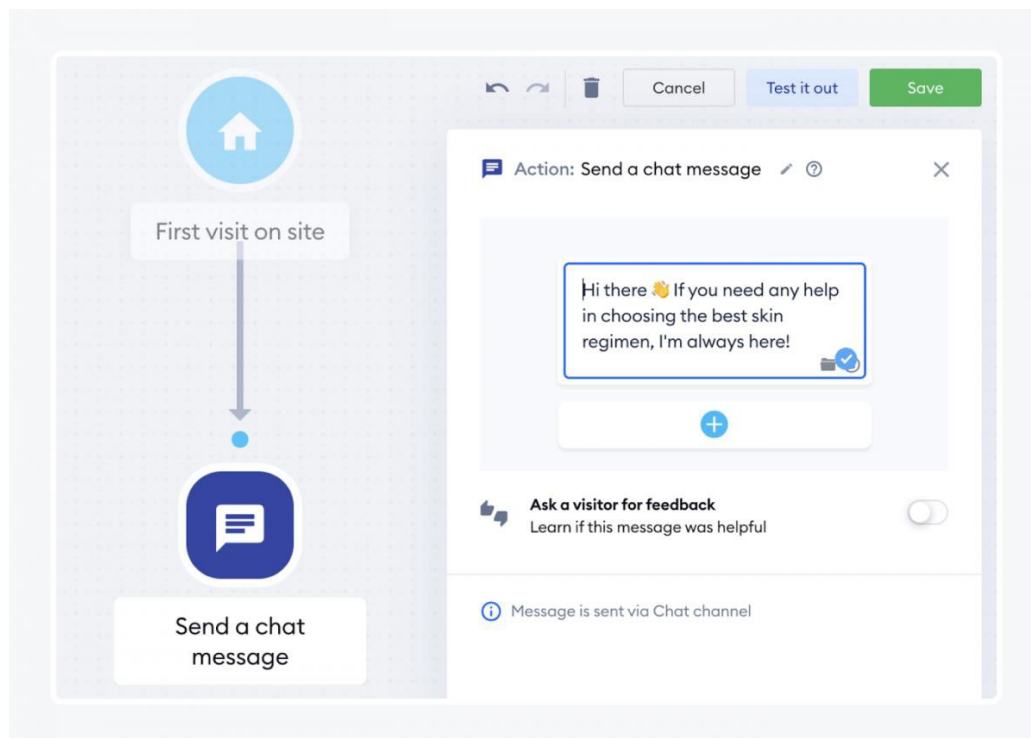 Cancel
Test it out
Save
First visit on site
Send a chat
message
Action: Send a chat message
Hi there 👋 If you need any help
in choosing the best skin
regimen, I'm always here!
Ask a visitor for feedback
Learn if this message was helpful
Message is sent via Chat channel